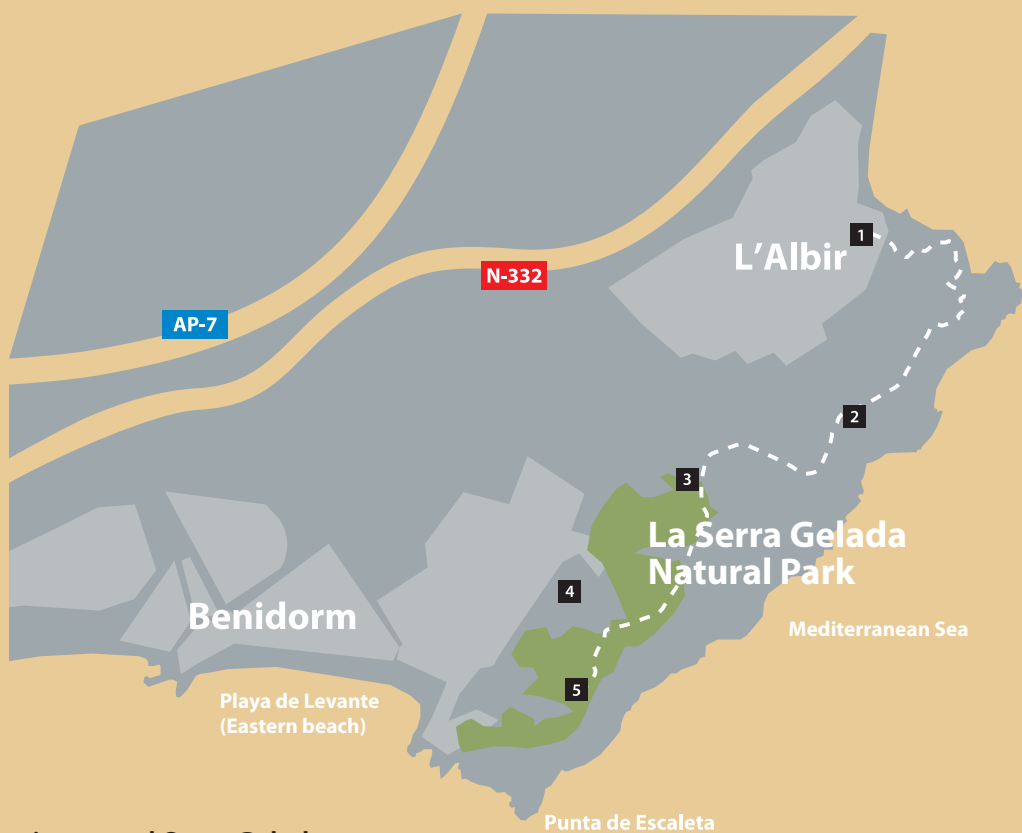 L'Albir
1
N-332
AP-7
2
3
La Serra Gelada
Natural Park
4
Benidorm
Mediterranean Sea
5
Playa de Levante
(Eastern beach)
Punta de Escaleta